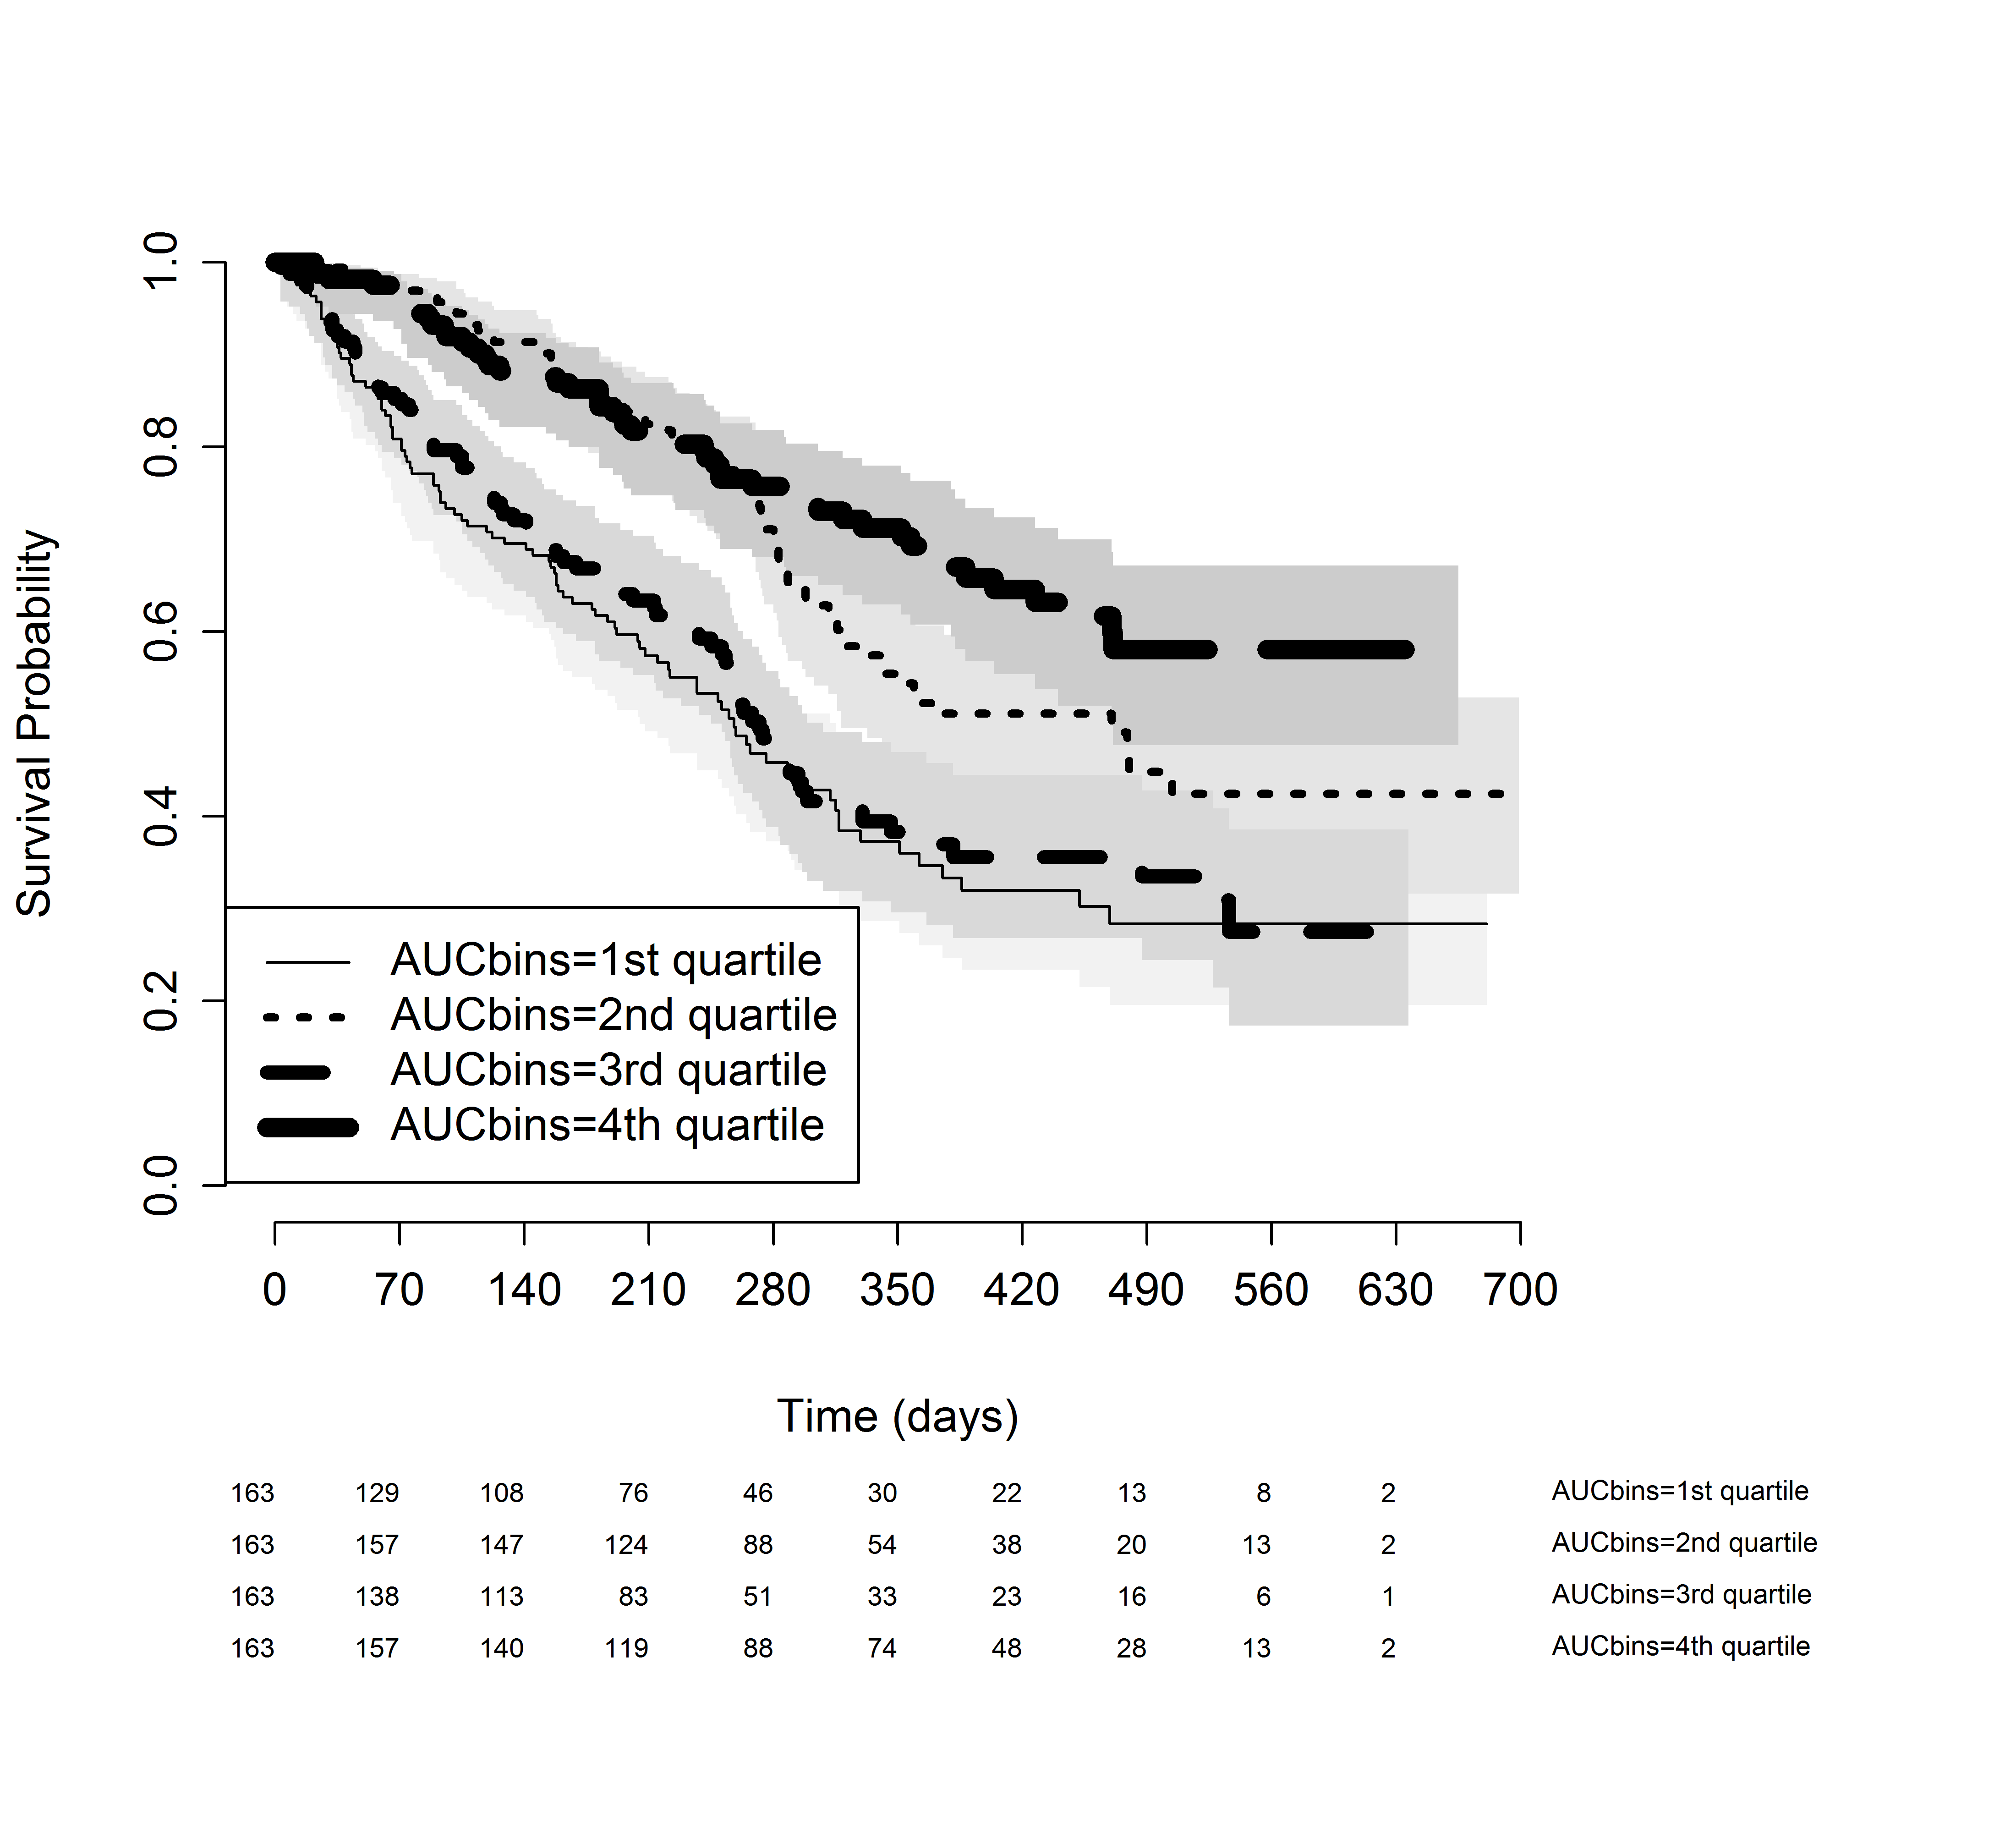 Survival Probability
1.0
0.8
0.6
0.4
0.2
0.0
AUCbins=1st quartile
AUCbins=2nd quartile
AUCbins=3rd quartile
AUCbins=4th quartile
0 70 140 210 280 350 420 490 560 630 700
Time (days)
163 129 108 76 46 30 22 13 8 2 AUCbins=1st quartile
163 157 147 124 88 54 38 20 13 2 AUCbins=2nd quartile
163 138 113 83 51 33 23 16 6 1 AUCbins=3rd quartile
163 157 140 119 88 74 48 28 13 2 AUCbins=4th quartile